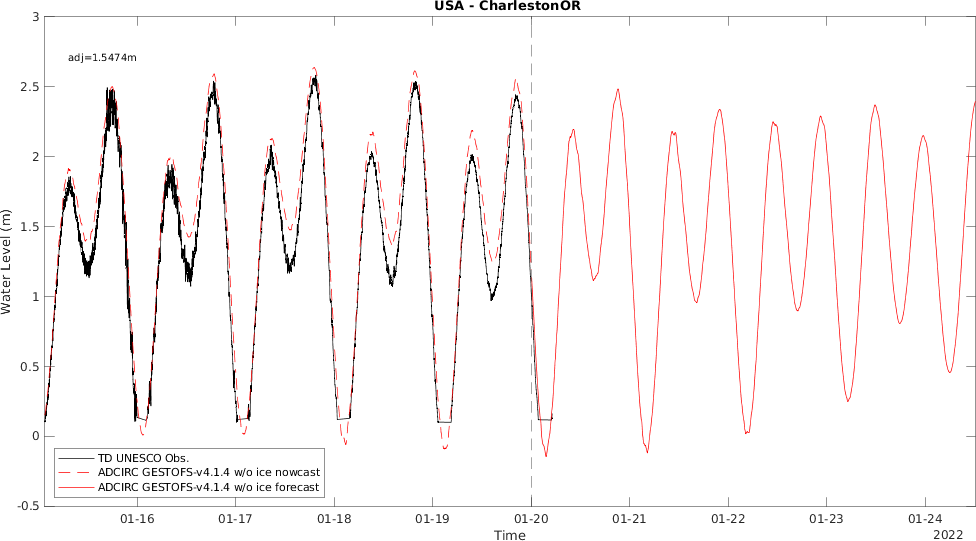 USA - CharlestonOR
adj=1.5474m
3
2.5
2
1.5
1
0.5
0
-0.5
Water Level (m)
TD UNESCO Obs.
ADCIRC GESTOFS-v4.1.4 w/o ice nowcast
ADCIRC GESTOFS-v4.1.4 w/o ice forecast
01-16 01-17 01-18 01-19 01-20 01-21 01-22 01-23 01-24
Time
2022